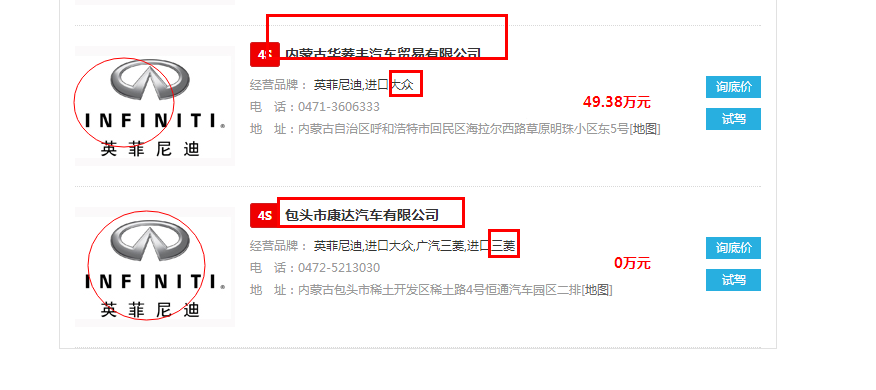 4S 内蒙古华菱丰汽车贸易有限公司
INFINITI
英菲尼迪
经营品牌： 英菲尼迪,进口大众
电 话：0471-3606333
地 址：内蒙古自治区呼和浩特市回民区海拉尔西路草原明珠小区东5号[地图]
49.38万元
询底价
试驾
4S 包头市康达汽车有限公司
INFINITI
英菲尼迪
经营品牌： 英菲尼迪,进口大众,广汽三菱,进口三菱
电 话：0472-5213030
地 址：内蒙古包头市稀土开发区稀土路4号恒通汽车园区二排[地图]
0万元
询底价
试驾